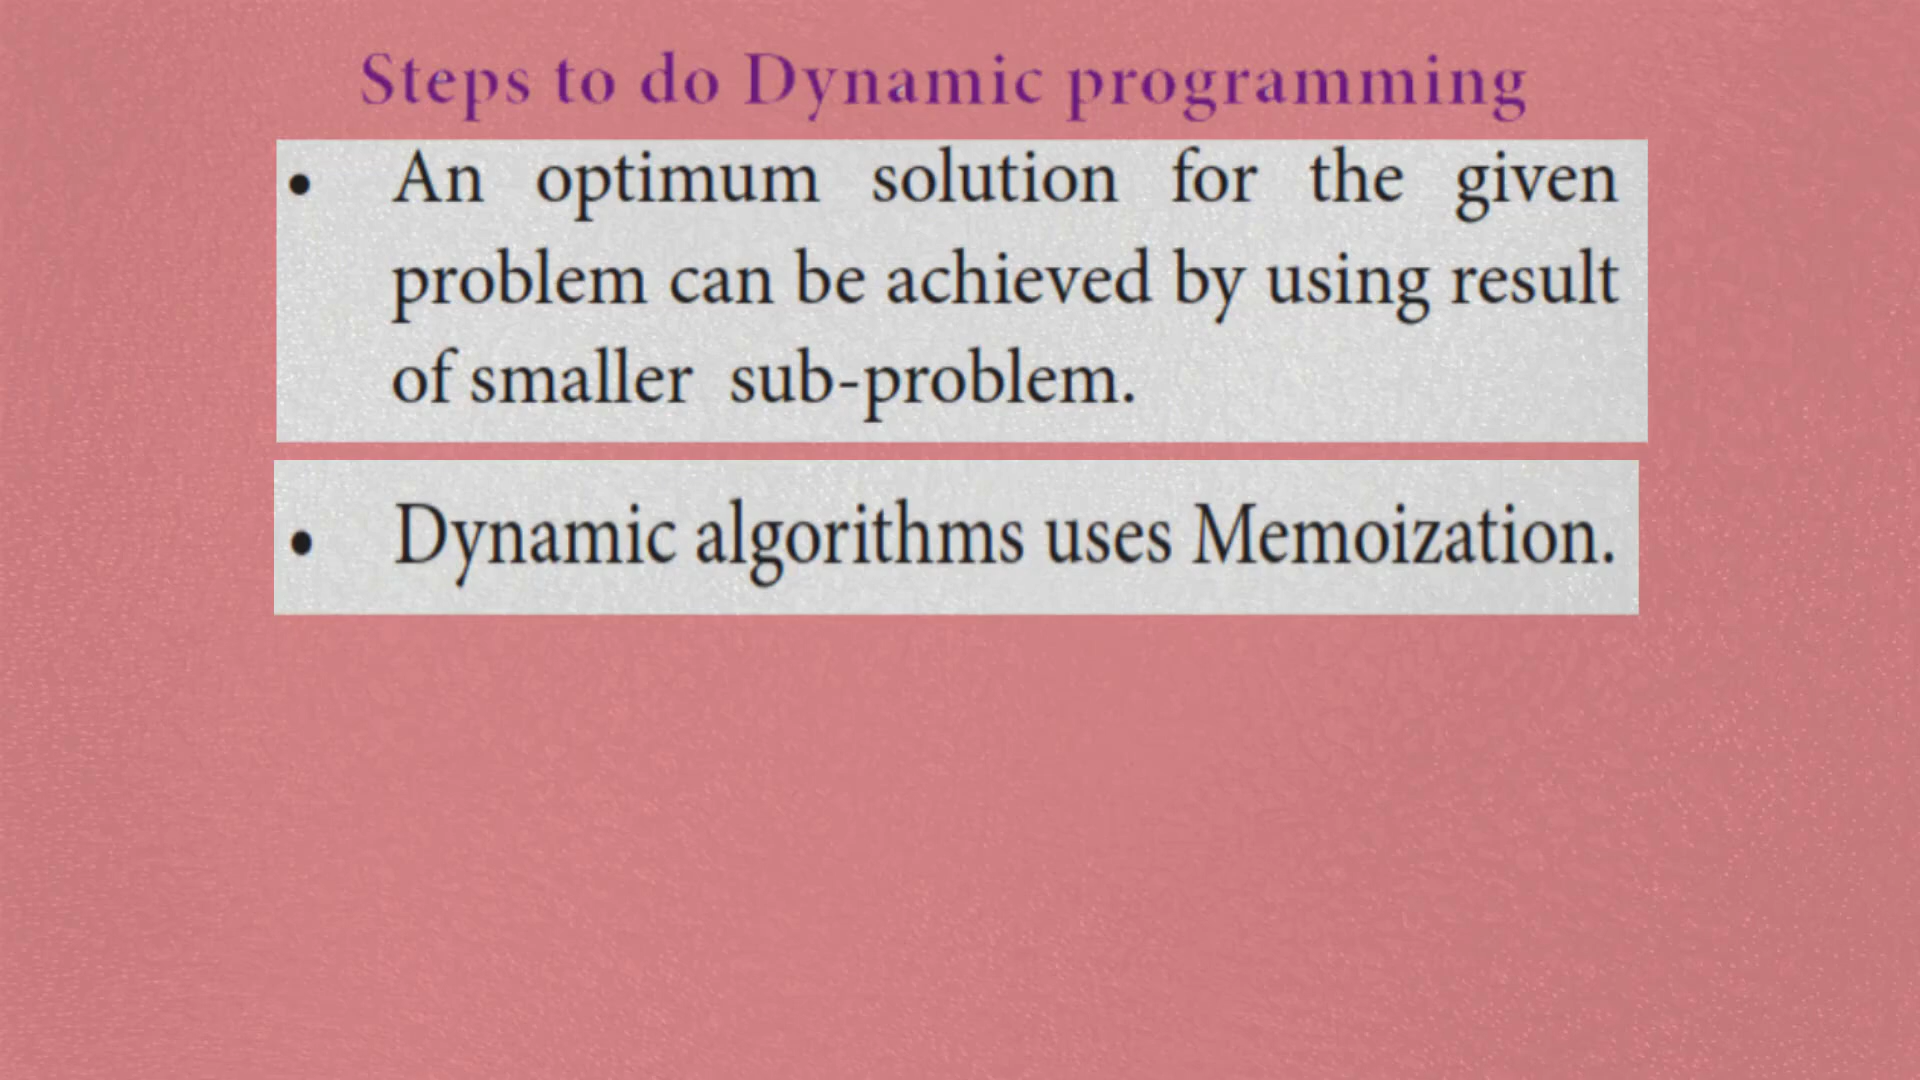 Steps to do Dynamic programming
• An optimum solution for the given
problem can be achieved by using result
of smaller sub-problem.
• Dynamic algorithms uses Memoization.